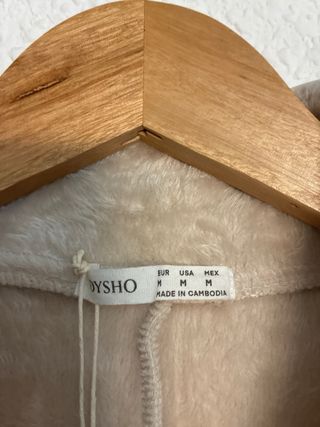 OYSHO
EUR USA MEX
M M M
MADE IN CAMBODIA